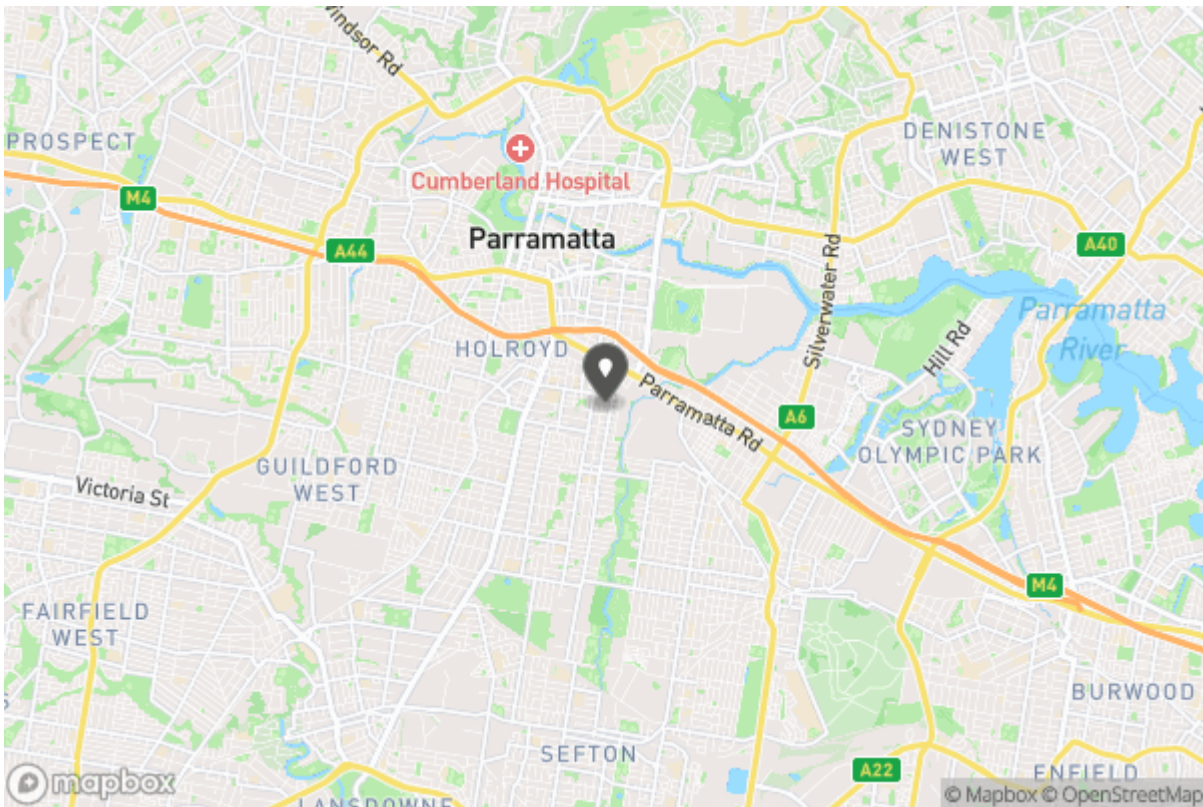 Windsor Rd
PROSPECT
DENISTONE
WEST
Cumberland Hospital
M4
Parramatta
A44
A40
Silverwater Rd
Parramatta
River
Hill Rd
HOLROYD
Parramatta Rd
A6
SYDNEY
OLYMPIC PARK
GUILDFORD
WEST
Victoria St
M4
FAIRFIELD
WEST
BURWOOD
SEFTON
A22
ENFIELD
LANSDOWNE
mapbox
© Mapbox © OpenStreetMap